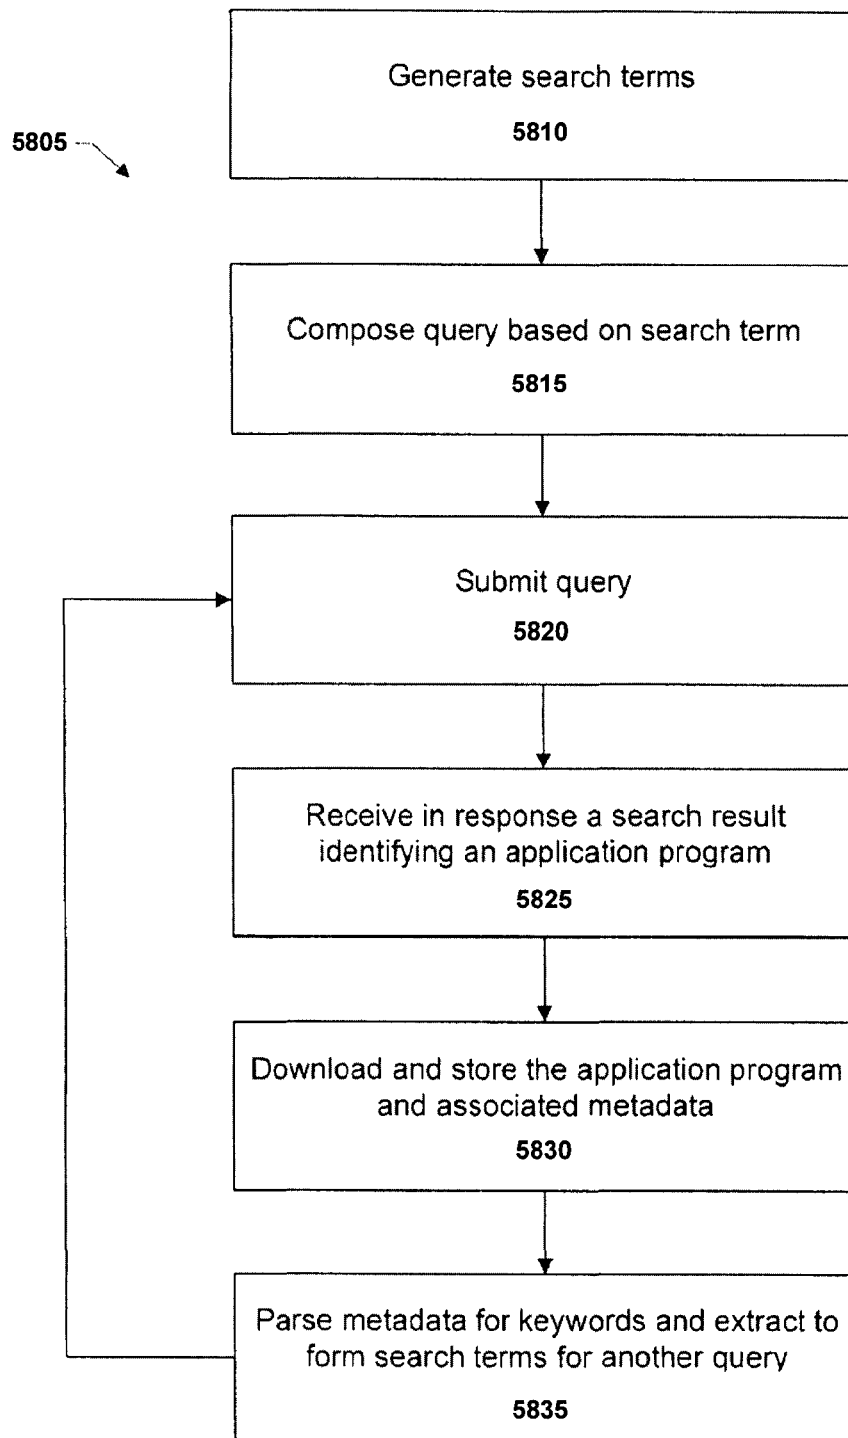 Generate search terms
5810
5805
Compose query based on search term
5815
Submit query
5820
Receive in response a search result
identifying an application program
5825
Download and store the application program
and associated metadata
5830
Parse metadata for keywords and extract to
form search terms for another query
5835